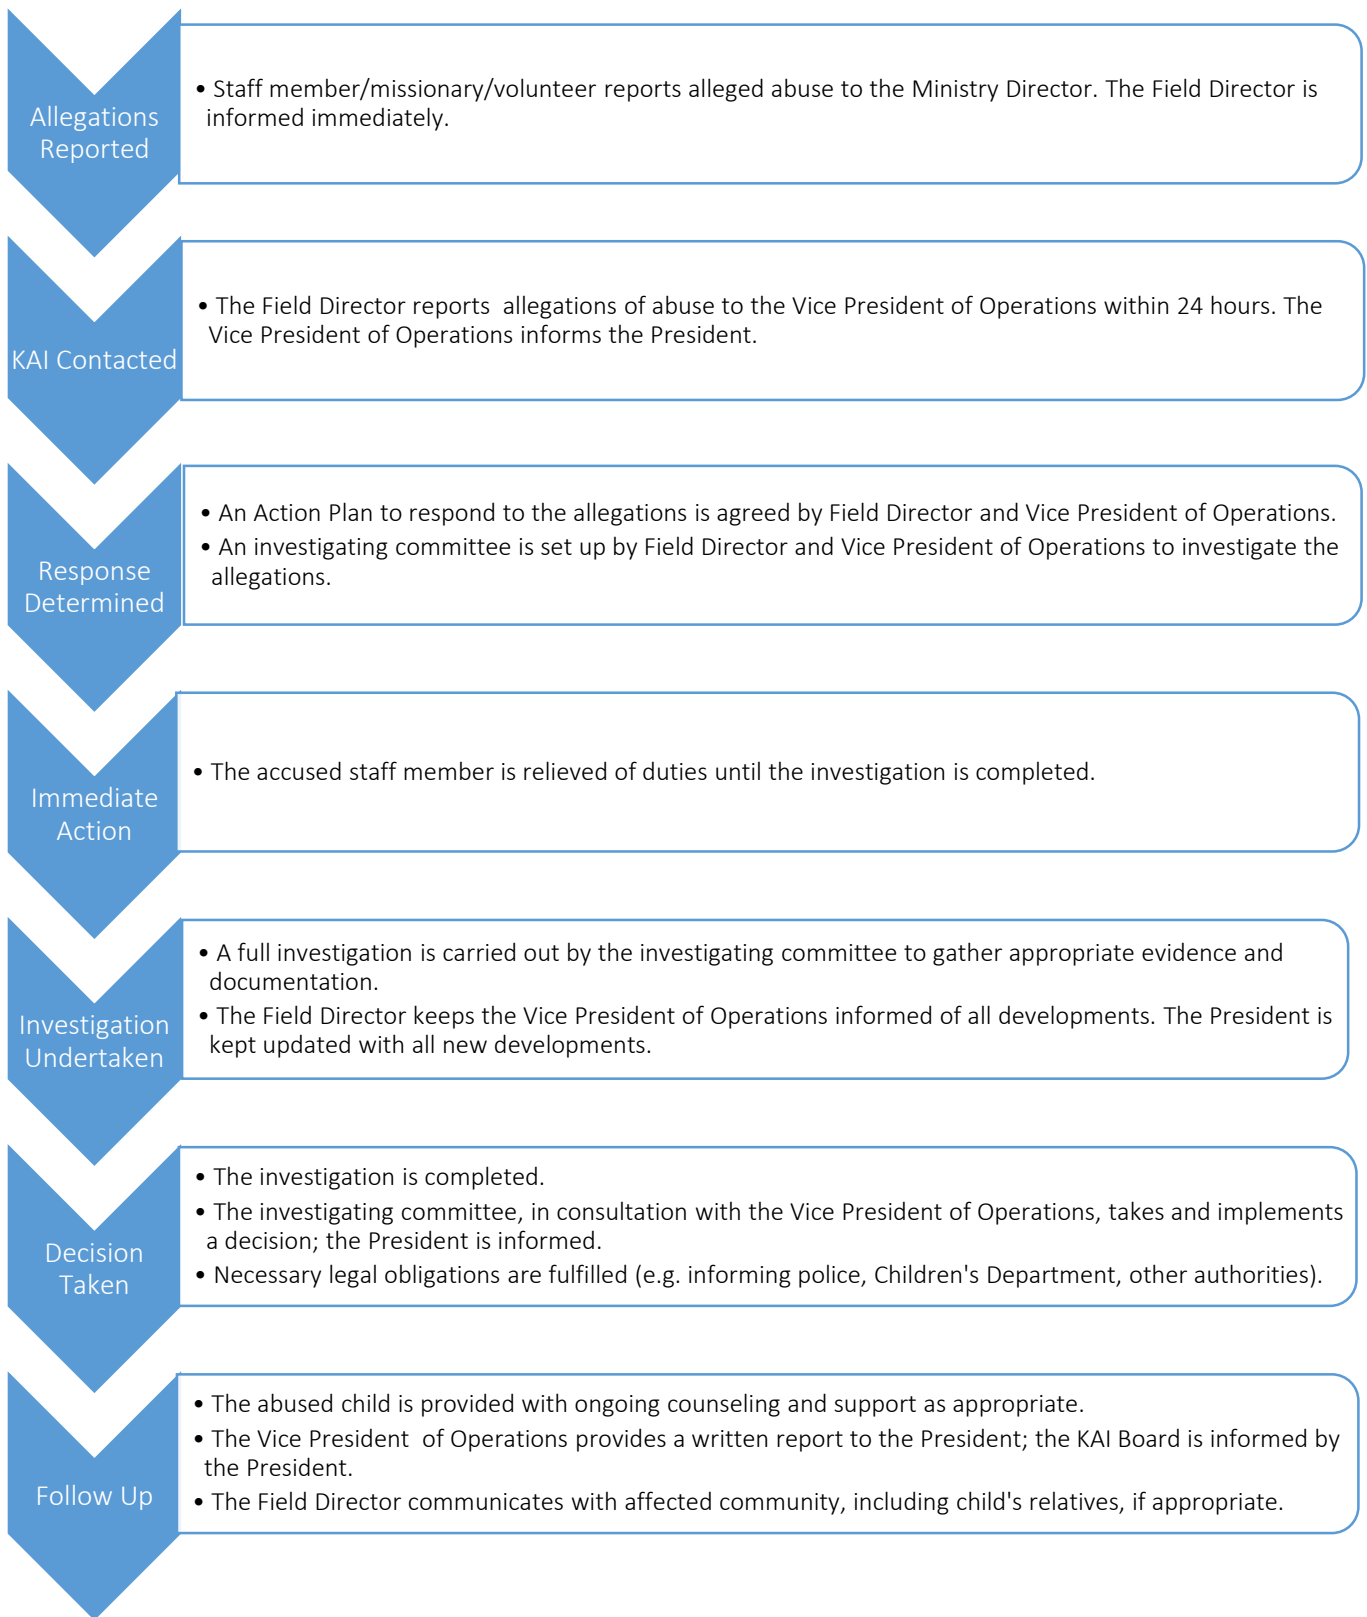 Allegations
Reported
• Staff member/missionary/volunteer reports alleged abuse to the Ministry Director. The Field Director is
informed immediately.
KAI Contacted
• The Field Director reports  allegations of abuse to the Vice President of Operations within 24 hours. The
Vice President of Operations informs the President.
Response
Determined
• An Action Plan to respond to the allegations is agreed by Field Director and Vice President of Operations.
• An investigating committee is set up by Field Director and Vice President of Operations to investigate the
allegations.
Immediate
Action
• The accused staff member is relieved of duties until the investigation is completed.
Investigation
Undertaken
• A full investigation is carried out by the investigating committee to gather appropriate evidence and
documentation.
• The Field Director keeps the Vice President of Operations informed of all developments. The President is
kept updated with all new developments.
Decision
Taken
• The investigation is completed.
• The investigating committee, in consultation with the Vice President of Operations, takes and implements
a decision; the President is informed.
• Necessary legal obligations are fulfilled (e.g. informing police, Children's Department, other authorities).
Follow Up
• The abused child is provided with ongoing counseling and support as appropriate.
• The Vice President  of Operations provides a written report to the President; the KAI Board is informed by
the President.
• The Field Director communicates with affected community, including child's relatives, if appropriate.